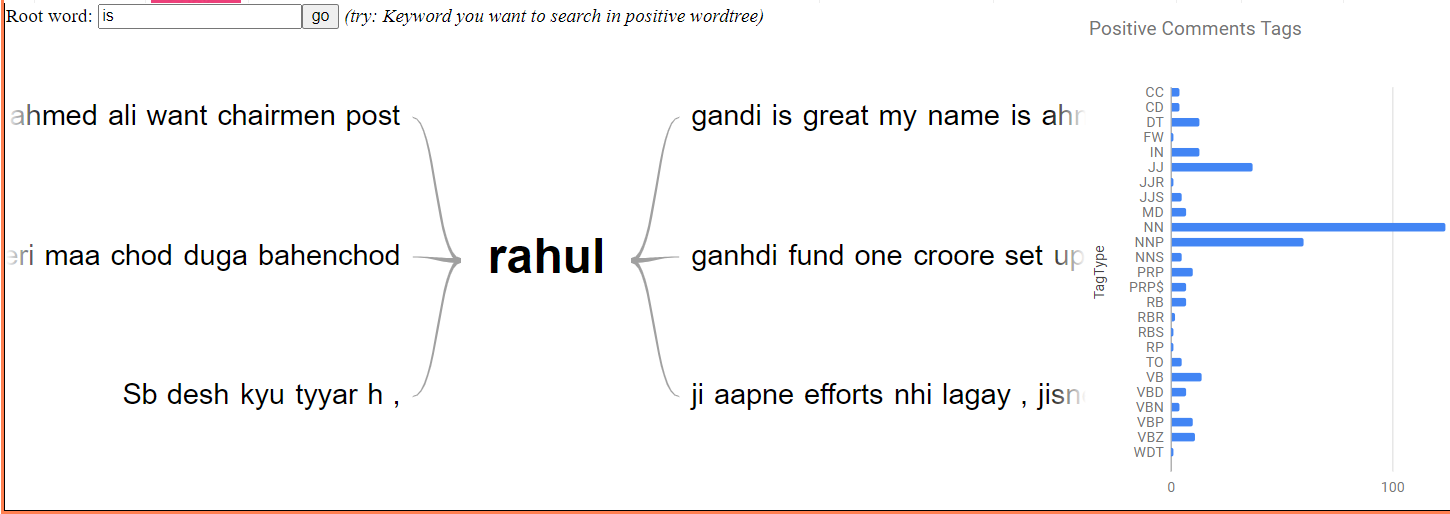 Root word: is go (try: Keyword you want to search in positive wordtree)
Positive Comments Tags
ahmed ali want chairmen post
maa chod duga bahenchod
Sb desh kyu tyyar h ,
rahul
gandi is great my name is
ganhdi fund one croore set up
ji aapne efforts nhi lagay ,
TagType
CC
CD
DT
FW
IN
JJ
JJR
JJS
MD
NN
NNP
NNS
PRP
PRP$
RB
RBR
RBS
RP
TO
VB
VBD
VBN
VBP
VBZ
WDT
0 100